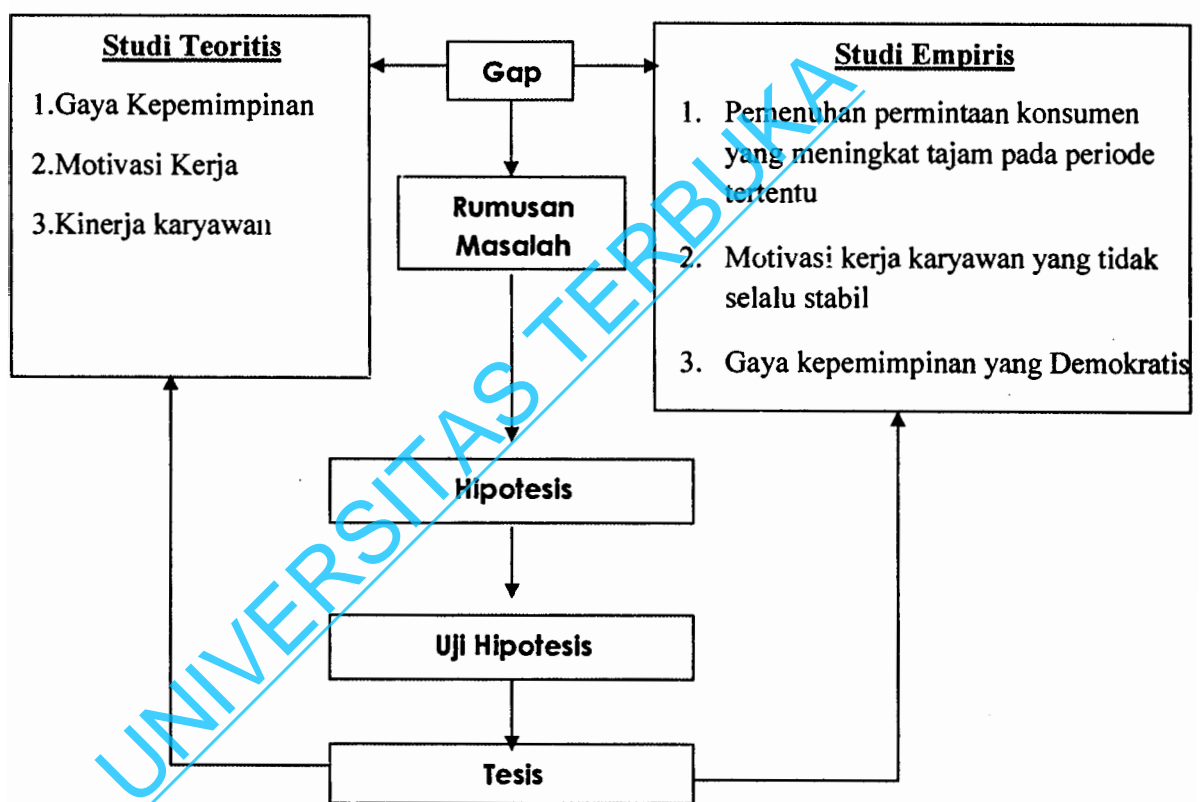 Studi Teoritis
1.Gaya Kepemimpinan
2.Motivasi Kerja
3.Kinerja karyawan
Gap
Rumusan
Masalah
Studi Empiris
1. Pemenuhan permintaan konsumen
yang meningkat tajam pada periode
tertentu
2. Motivasi kerja karyawan yang tidak
selalu stabil
3. Gaya kepemimpinan yang Demokratis
Hipotesis
Uji Hipotesis
Tesis
UNIVERSITAS TERBUKA